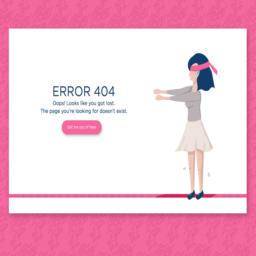 ERROR 404
Oops! Looks like you got lost.
The page you're looking for doesn't exist.
Get me out of here